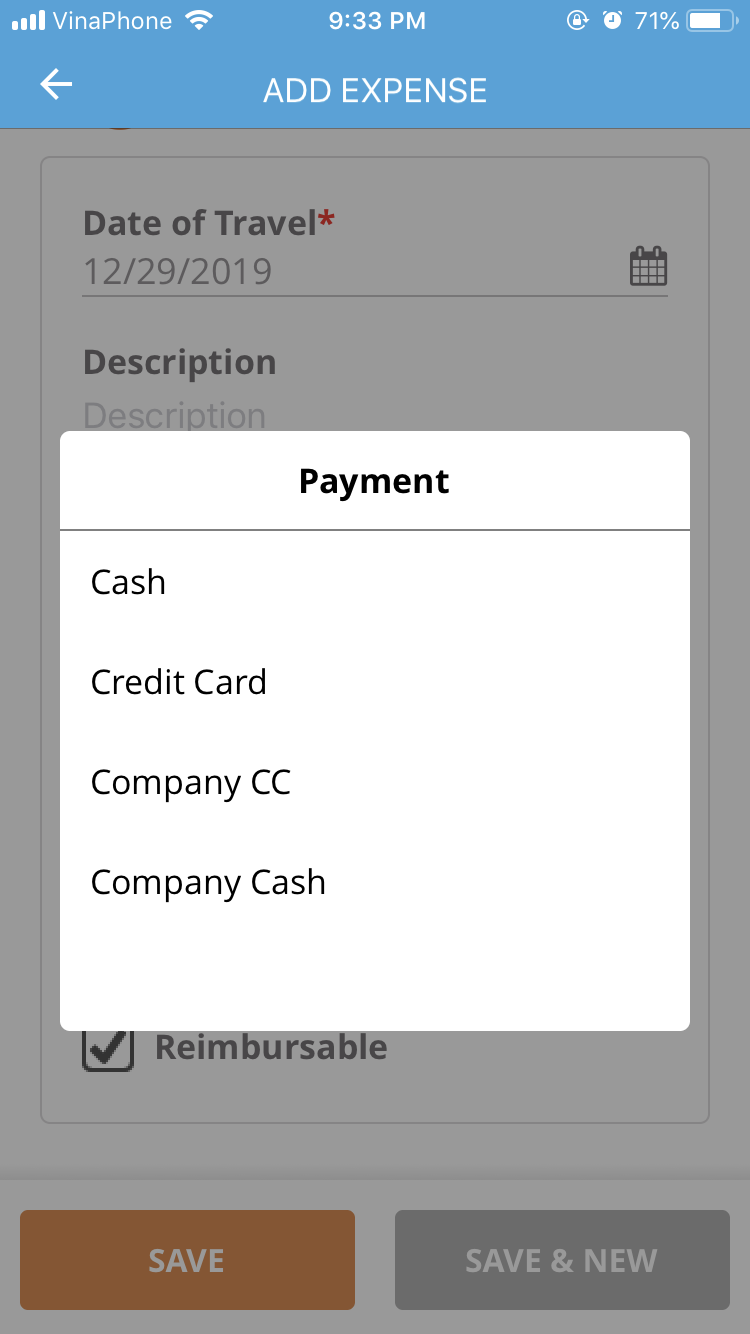 VinaPhone 9:33 PM 71%
ADD EXPENSE
Date of Travel*
12/29/2019
Description
Description
Payment
Cash
Credit Card
Company CC
Company Cash
Reimbursable
SAVE SAVE & NEW